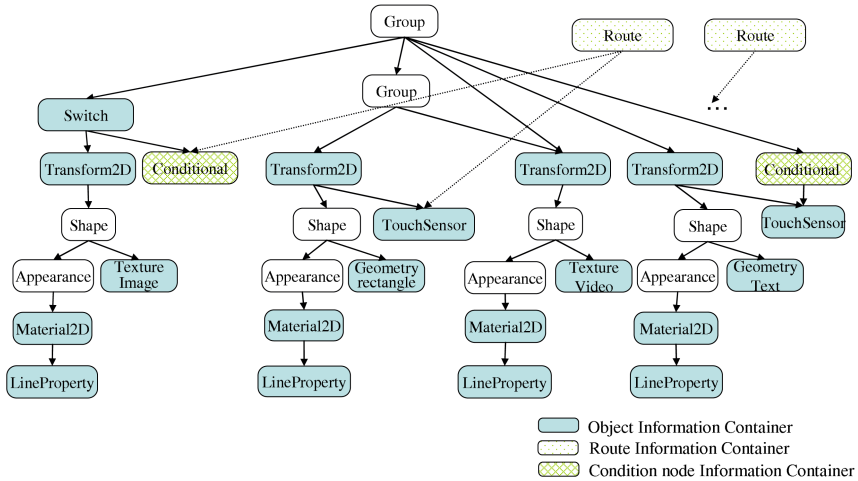 Group
Route
Route
Group
...
Switch
Transform2D
Conditional
Transform2D
Transform2D
Transform2D
Conditional
Shape
Shape
TouchSensor
Shape
Shape
TouchSensor
Appearance
Texture
Image
Appearance
Geometry
rectangle
Appearance
Texture
Video
Appearance
Geometry
Text
Material2D
Material2D
Material2D
Material2D
LineProperty
LineProperty
LineProperty
LineProperty
Object Information Container
Route Information Container
Condition node Information Container